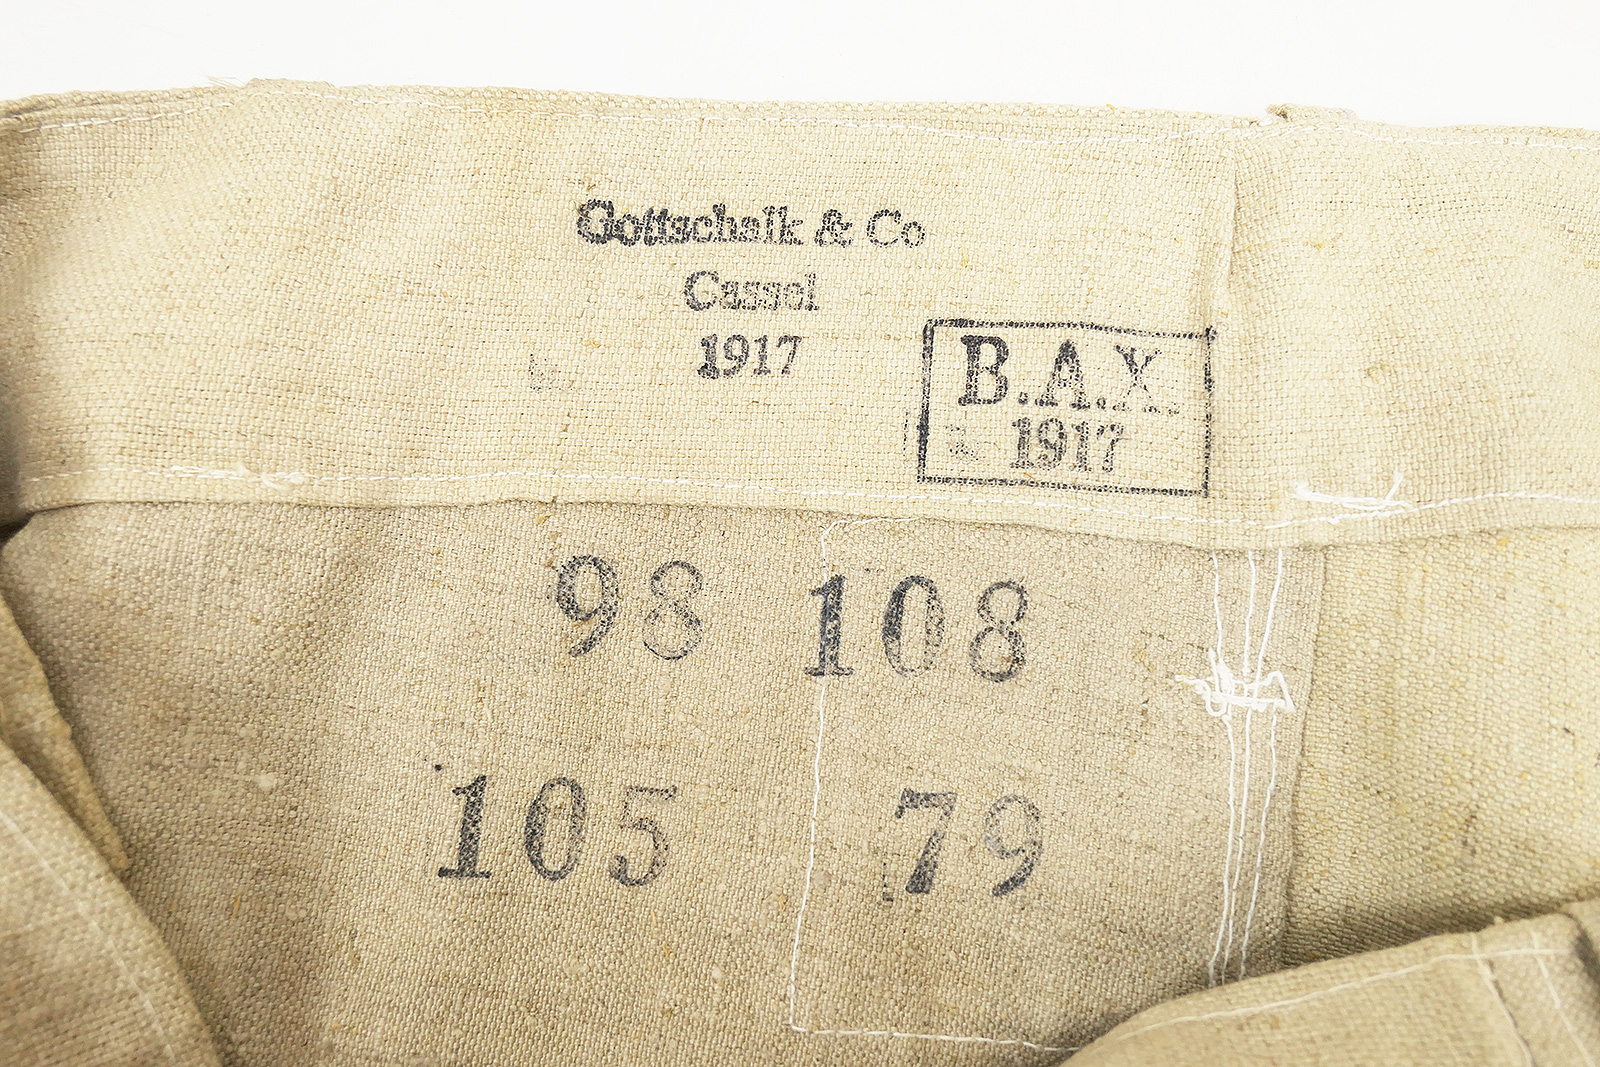 Gottschalk & Co
Cassel
1917
B.A.X.
1917
98 108
105 79